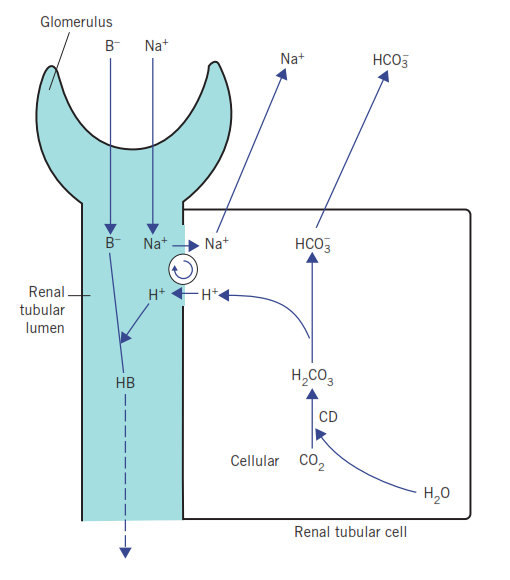 Glomerulus
B⁻ Na⁺
Na⁺ HCO₃⁻
B⁻ Na⁺ Na⁺ HCO₃⁻
Renal
tubular
lumen
H⁺ H⁺
HB
H₂CO₃
CD
Cellular CO₂
H₂O
Renal tubular cell